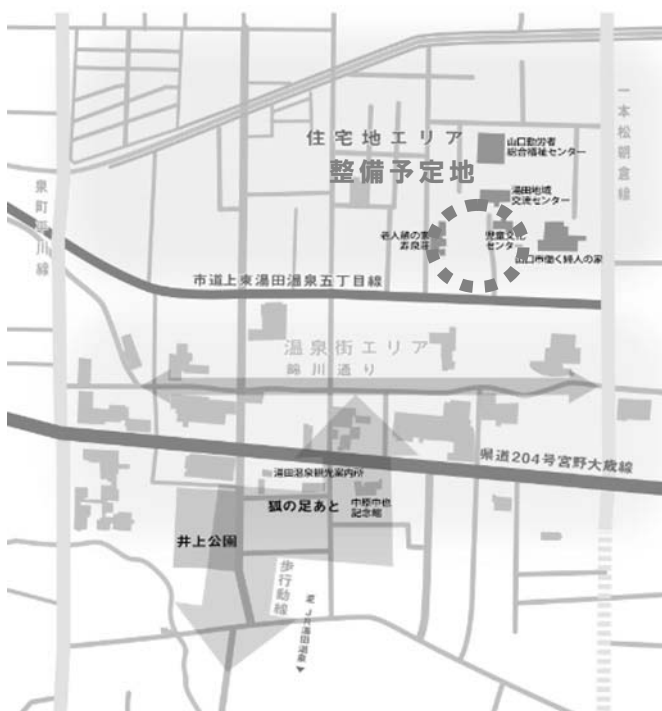 一本松朝倉線
住宅地エリア
整備予定地
山口勤労者
総合福祉センター
湯田地域
交流センター
老人憩の家
寿泉荘
児童文化
センター
山口市働く婦人の家
市道上東湯田温泉五丁目線
温泉街エリア
錦川通り
県道204号宮野大歳線
湯田温泉観光案内所
狐の足あと
中原中也
記念館
井上公園
歩行動線
至 JR湯田温泉